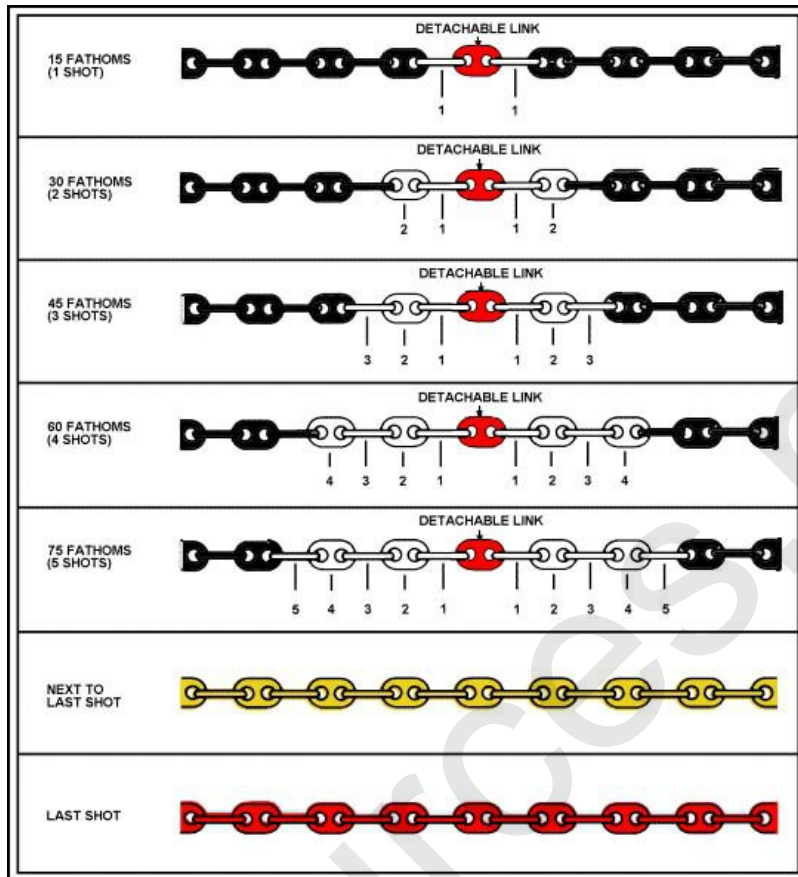 DETACHABLE LINK
15 FATHOMS
(1 SHOT)
1 1
DETACHABLE LINK
30 FATHOMS
(2 SHOTS)
2 1 1 2
DETACHABLE LINK
45 FATHOMS
(3 SHOTS)
3 2 1 1 2 3
DETACHABLE LINK
60 FATHOMS
(4 SHOTS)
4 3 2 1 1 2 3 4
DETACHABLE LINK
75 FATHOMS
(5 SHOTS)
5 4 3 2 1 1 2 3 4 5
NEXT TO
LAST SHOT
LAST SHOT